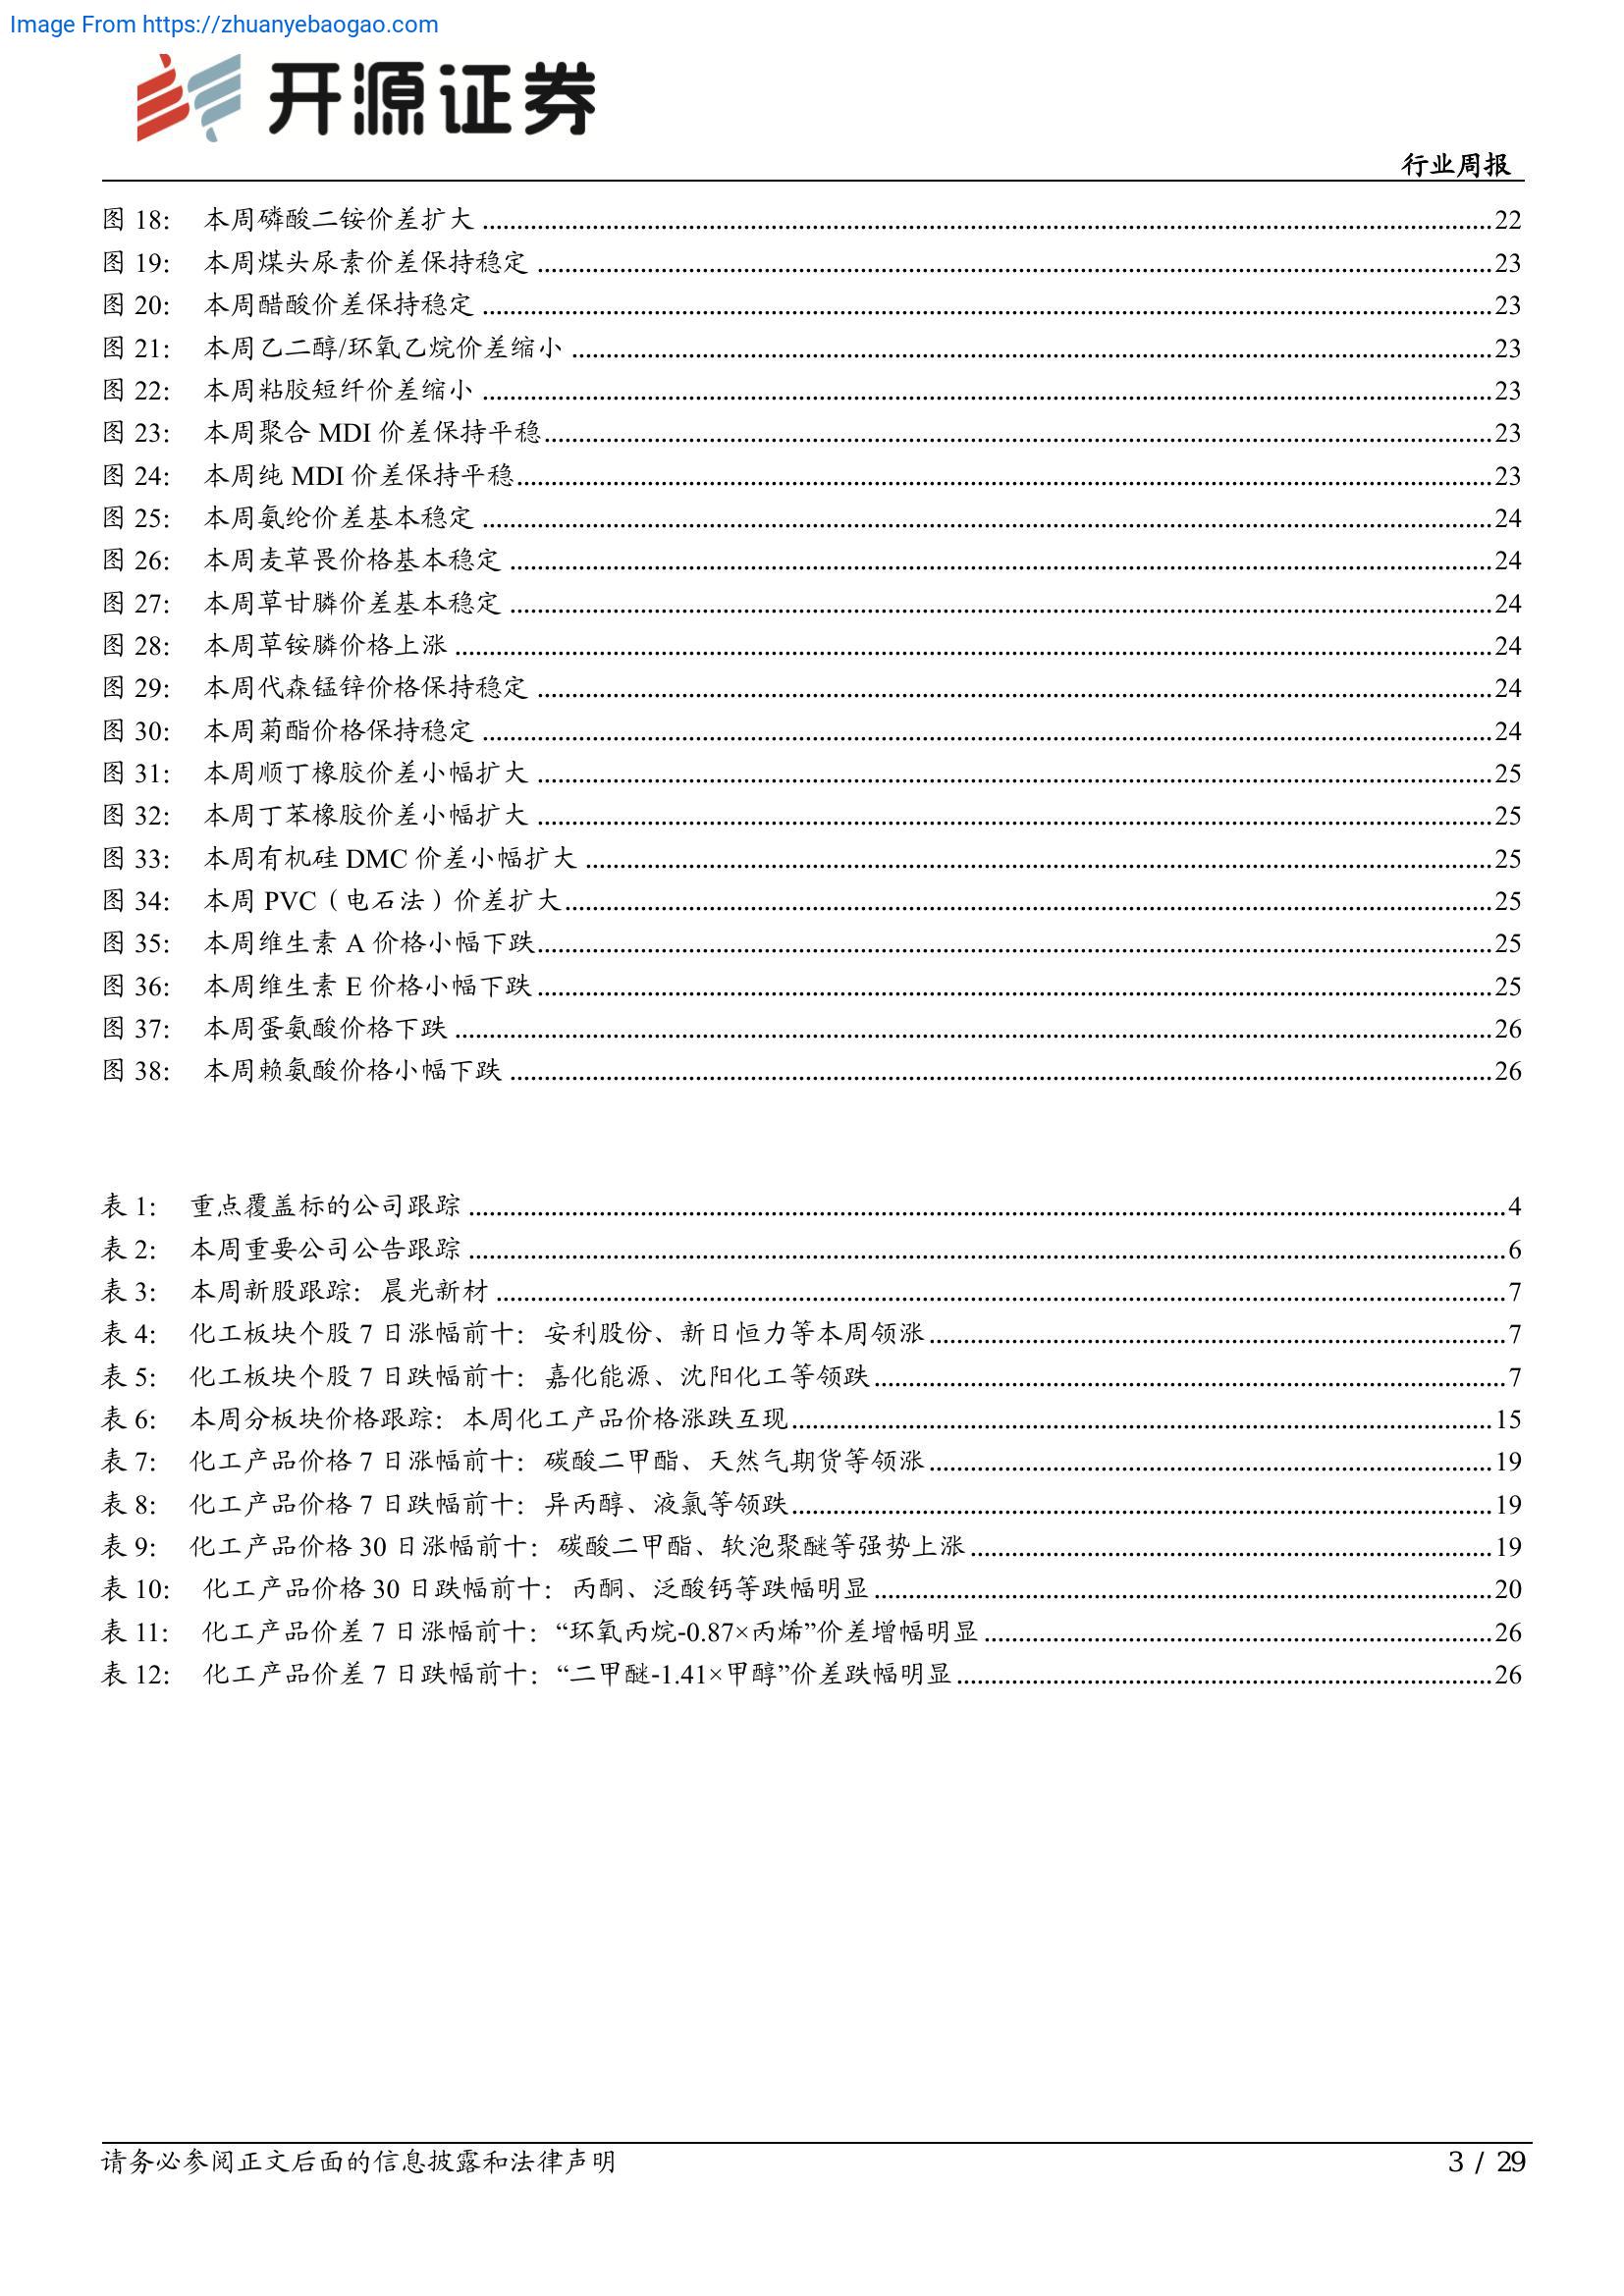 Image From https://zhuanyebaogao.com
开源证券
行业周报
图 18： 本周磷酸二铵价差扩大 ........ 22
图 19： 本周煤头尿素价差保持稳定 ........ 23
图 20： 本周醋酸价差保持稳定 ........ 23
图 21： 本周乙二醇/环氧乙烷价差缩小 ........ 23
图 22： 本周粘胶短纤价差缩小 ........ 23
图 23： 本周聚合 MDI 价差保持平稳 ........ 23
图 24： 本周纯 MDI 价差保持平稳 ........ 23
图 25： 本周氨纶价差基本稳定 ........ 24
图 26： 本周麦草畏价格基本稳定 ........ 24
图 27： 本周草甘膦价差基本稳定 ........ 24
图 28： 本周草铵膦价格上涨 ........ 24
图 29： 本周代森锰锌价格保持稳定 ........ 24
图 30： 本周菊酯价格保持稳定 ........ 24
图 31： 本周顺丁橡胶价差小幅扩大 ........ 25
图 32： 本周丁苯橡胶价差小幅扩大 ........ 25
图 33： 本周有机硅 DMC 价差小幅扩大 ........ 25
图 34： 本周 PVC（电石法）价差扩大 ........ 25
图 35： 本周维生素 A 价格小幅下跌 ........ 25
图 36： 本周维生素 E 价格小幅下跌 ........ 25
图 37： 本周蛋氨酸价格下跌 ........ 26
图 38： 本周赖氨酸价格小幅下跌 ........ 26
表 1： 重点覆盖标的公司跟踪 ........ 4
表 2： 本周重要公司公告跟踪 ........ 6
表 3： 本周新股跟踪：晨光新材 ........ 7
表 4： 化工板块个股 7 日涨幅前十：安利股份、新日恒力等本周领涨 ........ 7
表 5： 化工板块个股 7 日跌幅前十：嘉化能源、沈阳化工等领跌 ........ 7
表 6： 本周分板块价格跟踪：本周化工产品价格涨跌互现 ........ 15
表 7： 化工产品价格 7 日涨幅前十：碳酸二甲酯、天然气期货等领涨 ........ 19
表 8： 化工产品价格 7 日跌幅前十：异丙醇、液氯等领跌 ........ 19
表 9： 化工产品价格 30 日涨幅前十：碳酸二甲酯、软泡聚醚等强势上涨 ........ 19
表 10： 化工产品价格 30 日跌幅前十：丙酮、泛酸钙等跌幅明显 ........ 20
表 11： 化工产品价差 7 日涨幅前十：“环氧丙烷-0.87×丙烯”价差增幅明显 ........ 26
表 12： 化工产品价差 7 日跌幅前十：“二甲醚-1.41×甲醇”价差跌幅明显 ........ 26
请务必参阅正文后面的信息披露和法律声明
3 / 29